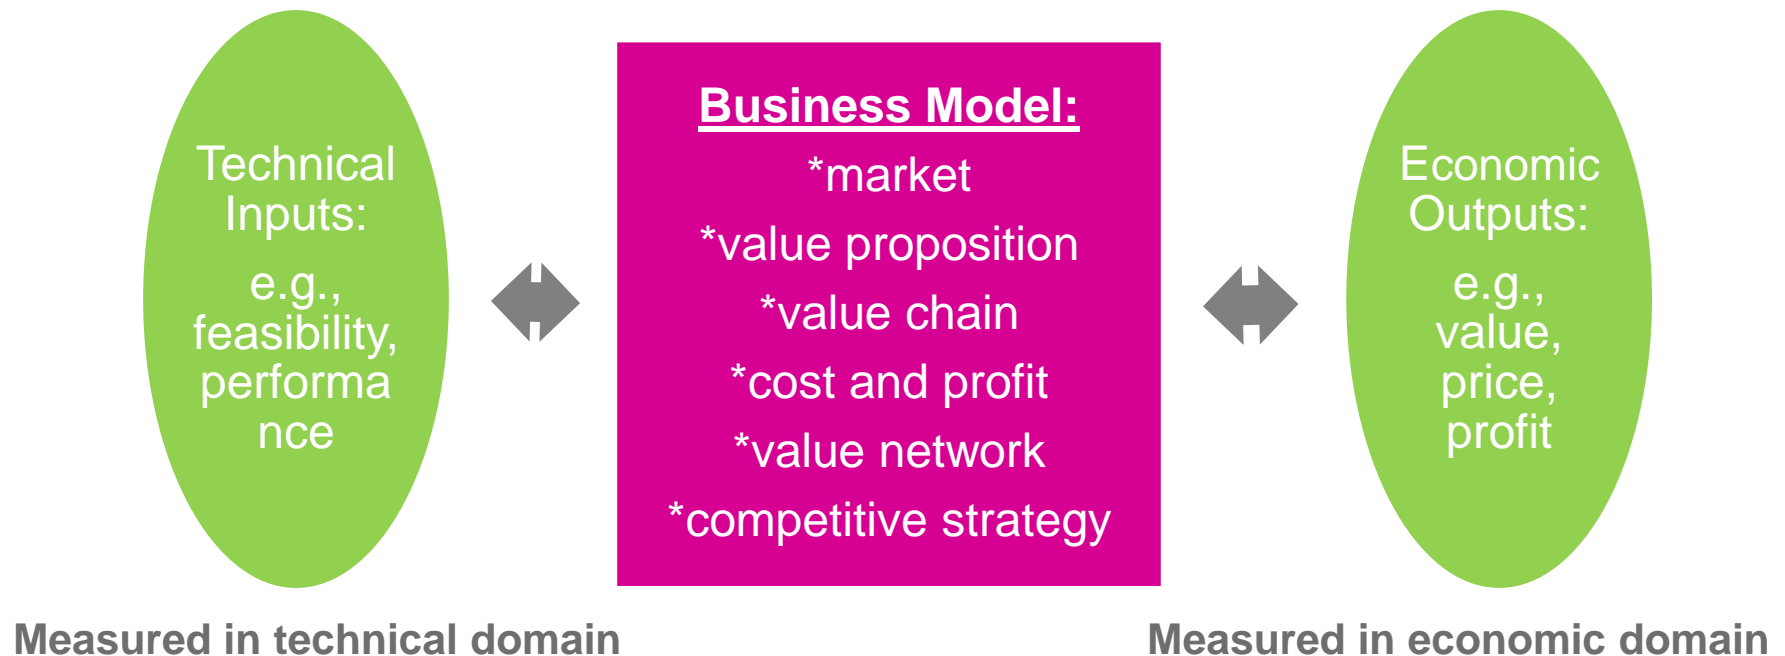 Technical
Inputs:
e.g.,
feasibility,
performa
nce
Business Model:
*market
*value proposition
*value chain
*cost and profit
*value network
*competitive strategy
Economic
Outputs:
e.g.,
value,
price,
profit
Measured in technical domain
Measured in economic domain